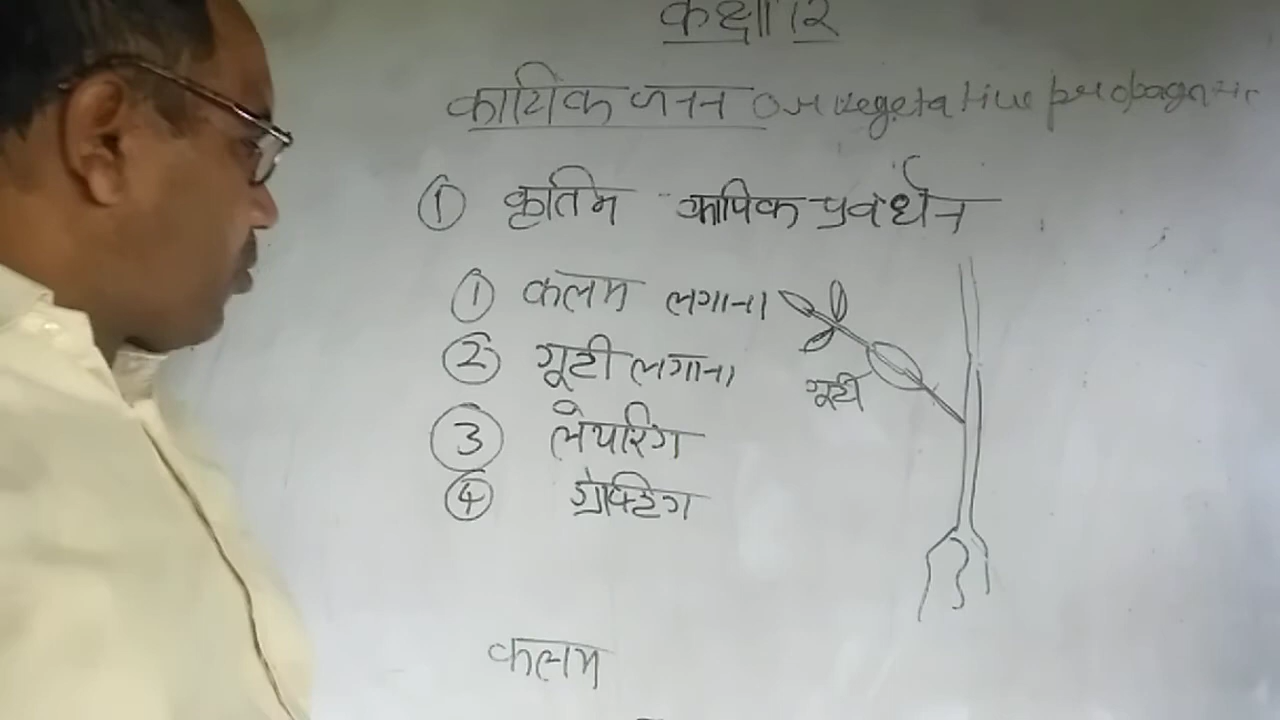 कक्षा 12
कायिक जनन Or vegetative propagation
① कृतिम कायिक प्रवर्धन
① कलम लगाना
② गूटी लगाना
गूटी
③ लेयरिंग
④ ग्राफ्टिंग
कलम